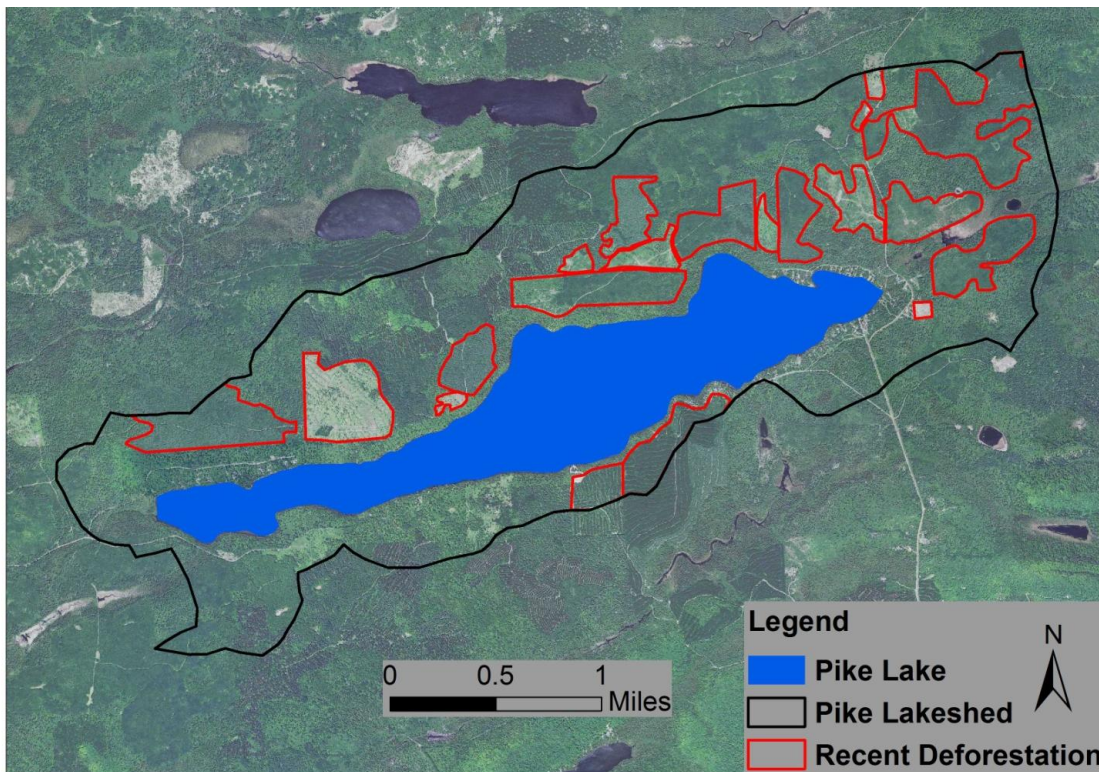 0 0.5 1
Miles
Legend
Pike Lake
Pike Lakeshed
Recent Deforestation
N